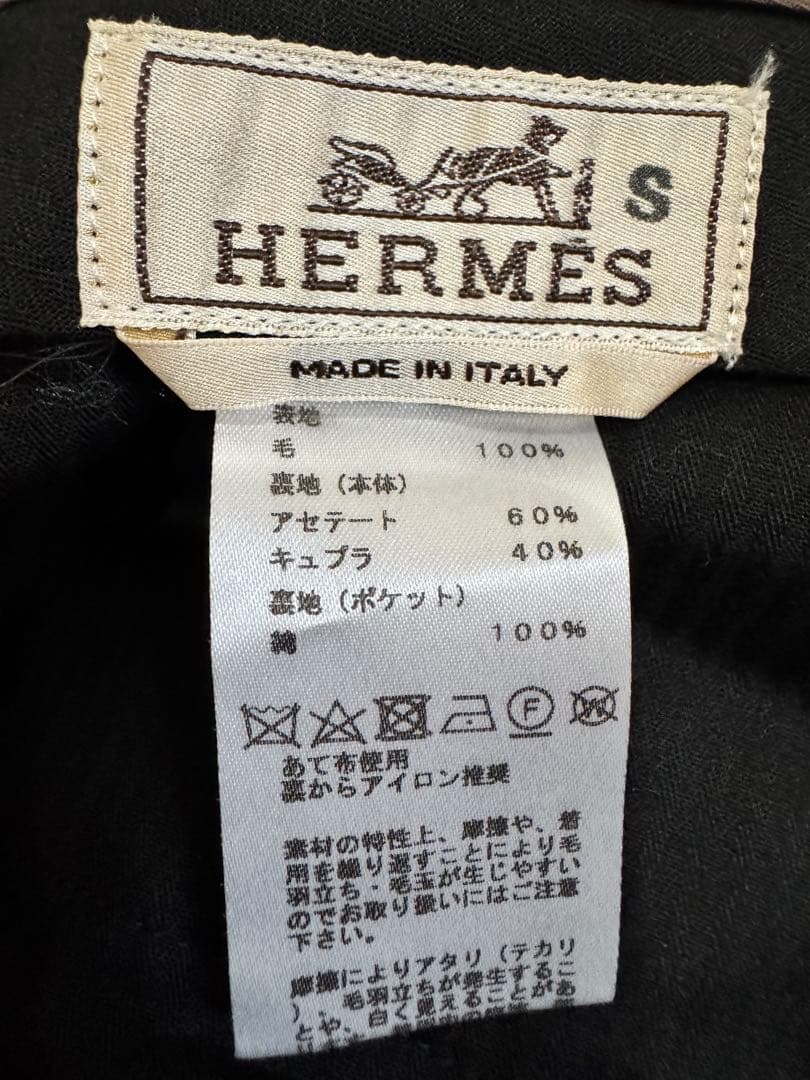 S
HERMÈS
MADE IN ITALY
表地
毛 100%
裏地(本体)
アセテート 60%
キュプラ 40%
裏地(ポケット)
綿 100%
F W
あて布使用
裏からアイロン推奨
素材の特性上、摩擦や、着
用を繰り返すことにより毛
羽立ち・毛玉が生じやすい
のでお取り扱いにはご注意
下さい。
摩擦によりアタリ(テカリ
)、毛羽立ちが発生するこ
とや、白く見えることがあ